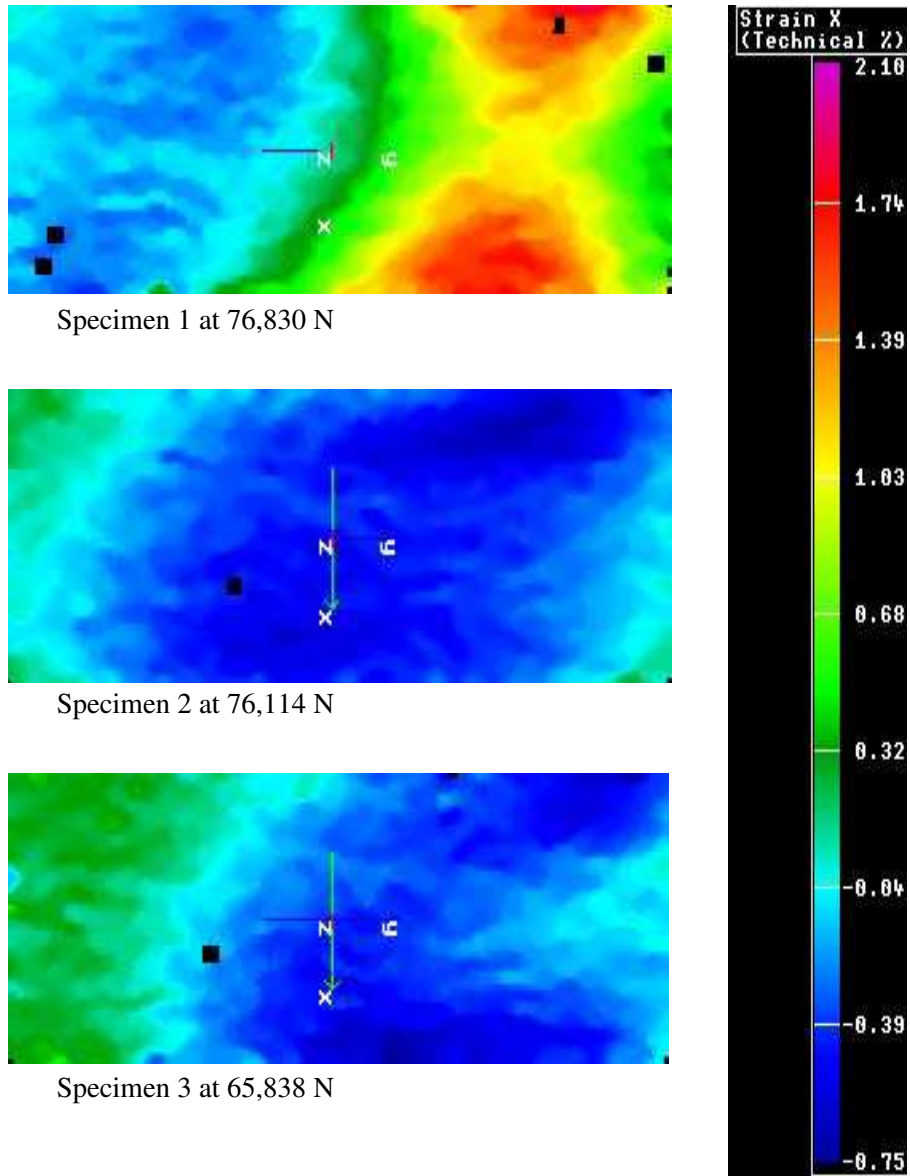 Strain X
(Technical %)
2.10
1.74
1.39
1.03
0.68
0.32
-0.04
-0.39
-0.75
z y
x
Specimen 1 at 76,830 N
z y
x
Specimen 2 at 76,114 N
z y
x
Specimen 3 at 65,838 N